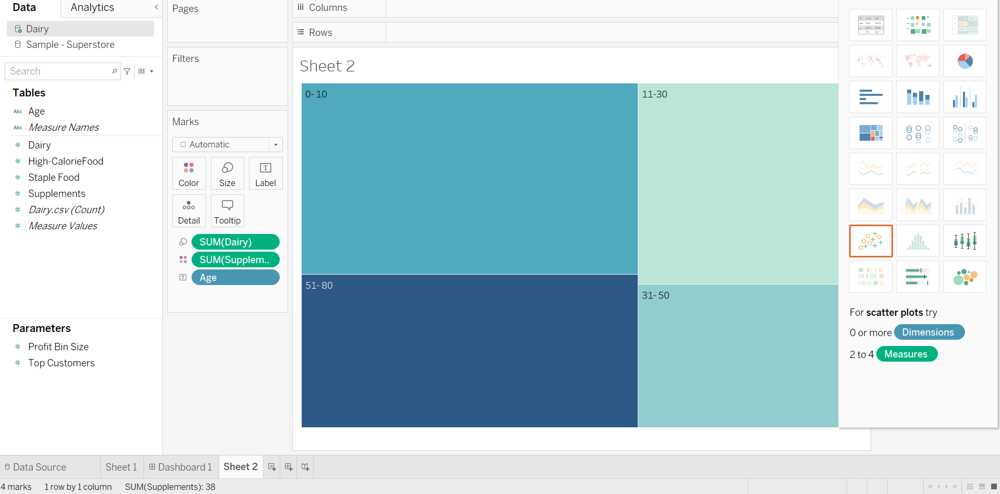 Data Analytics
Dairy
Sample - Superstore
Search
Tables
Abc Age
Abc Measure Names
Dairy
High-CalorieFood
Staple Food
Supplements
Dairy.csv (Count)
Measure Values
Parameters
Profit Bin Size
Top Customers
Pages
Filters
Marks
Automatic
Color Size Label
Detail Tooltip
SUM(Dairy)
SUM(Supplem..
Age
Columns
Rows
Sheet 2
0- 10
11-30
51- 80
31- 50
For scatter plots try
0 or more Dimensions
2 to 4 Measures
Data Source Sheet 1 Dashboard 1 Sheet 2
4 marks 1 row by 1 column SUM(Supplements): 38